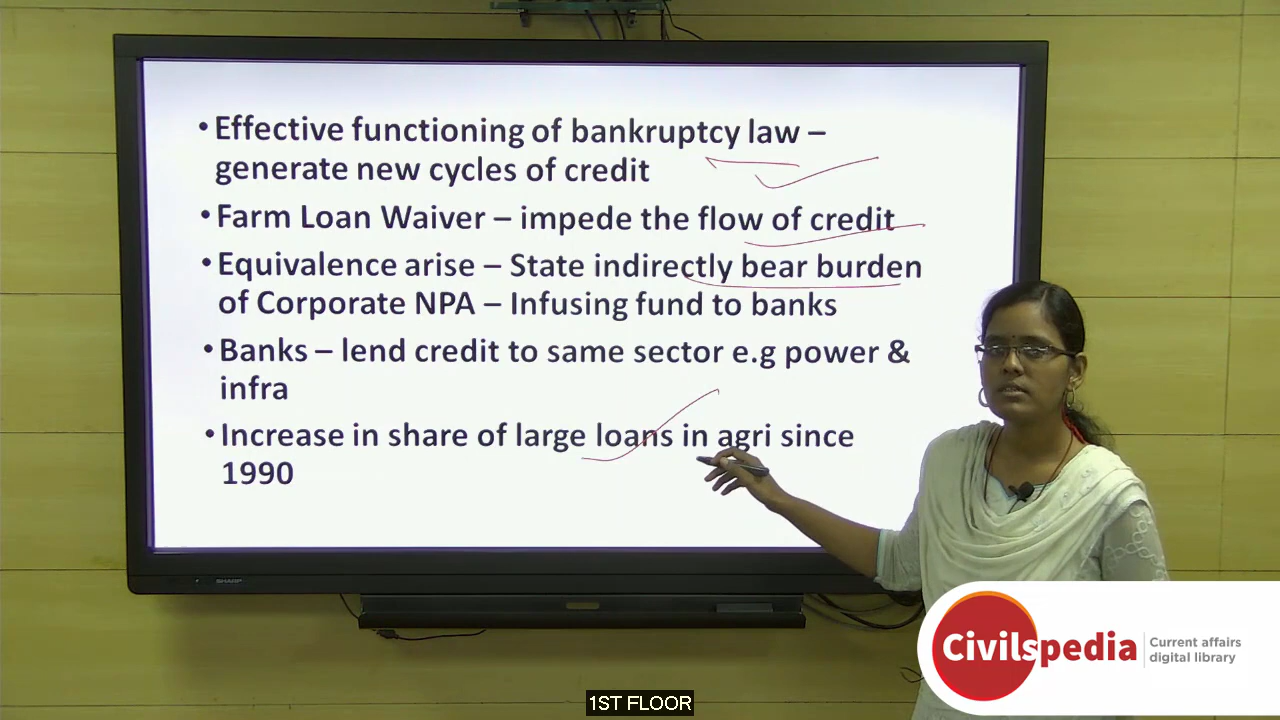 • Effective functioning of bankruptcy law –
generate new cycles of credit
• Farm Loan Waiver – impede the flow of credit
• Equivalence arise – State indirectly bear burden
of Corporate NPA – Infusing fund to banks
• Banks – lend credit to same sector e.g power &
infra
• Increase in share of large loans in agri since
1990
SHARP
Civilspedia
Current affairs
digital library
1ST FLOOR